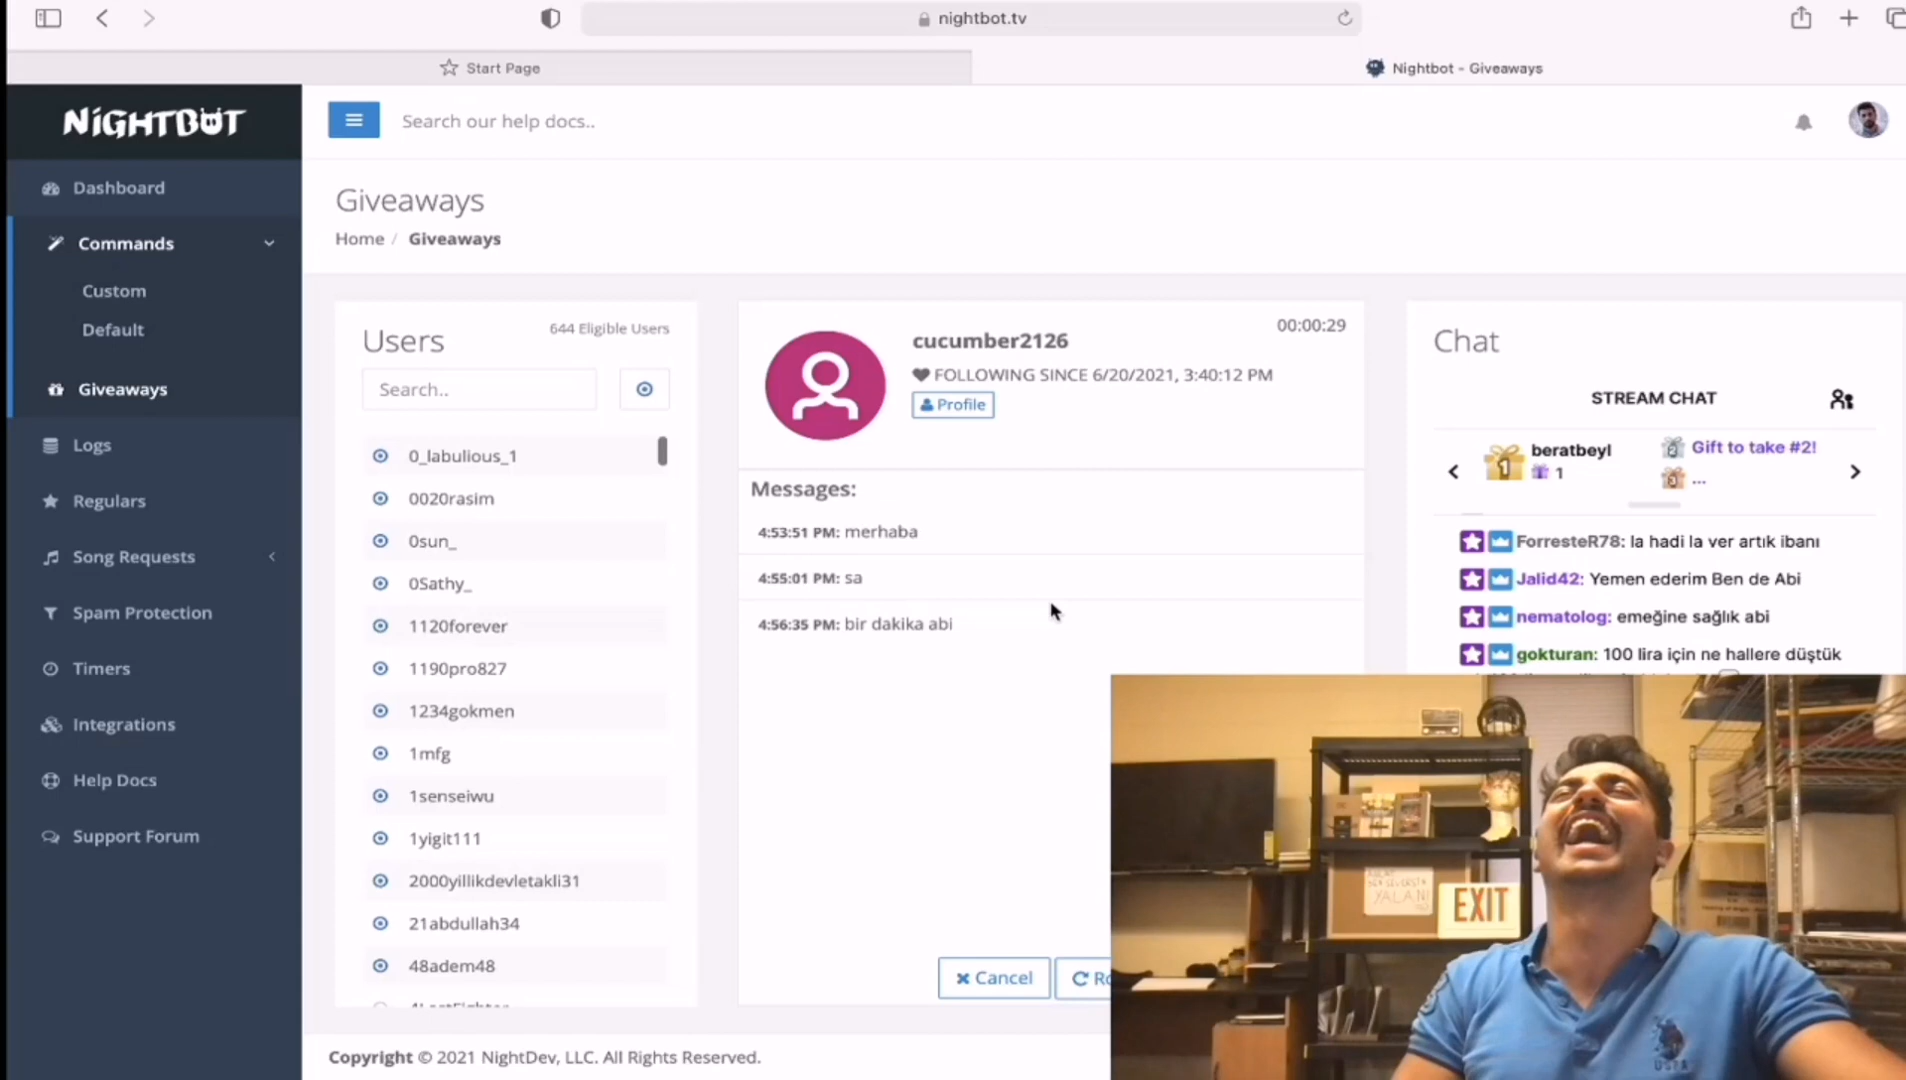 nightbot.tv
Start Page
Nightbot - Giveaways
NiGHTBOT
Search our help docs..
Dashboard
Commands
Custom
Default
Giveaways
Logs
Regulars
Song Requests
Spam Protection
Timers
Integrations
Help Docs
Support Forum
Giveaways
Home / Giveaways
Users
644 Eligible Users
Search..
0_labulious_1
0020rasim
0sun_
0Sathy_
1120forever
1190pro827
1234gokmen
1mfg
1senseiwu
1yigit111
2000yillikdevletakli31
21abdullah34
48adem48
cucumber2126
00:00:29
FOLLOWING SINCE 6/20/2021, 3:40:12 PM
Profile
Messages:
4:53:51 PM: merhaba
4:55:01 PM: sa
4:56:35 PM: bir dakika abi
Cancel
Chat
STREAM CHAT
1
beratbeyl
1
2
Gift to take #2!
3
...
ForresteR78: la hadi la ver artık ibanı
Jalid42: Yemen ederim Ben de Abi
nematolog: emeğine sağlık abi
gokturan: 100 lira için ne hallere düştük
YALAN
EXIT
Copyright © 2021 NightDev, LLC. All Rights Reserved.